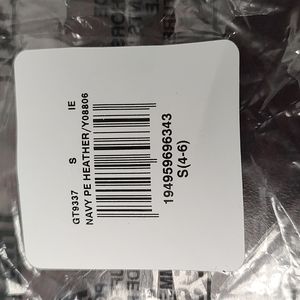 GT9337 S IE
NAVY PE HEATHER/Y08806
194959696343
S(4-6)